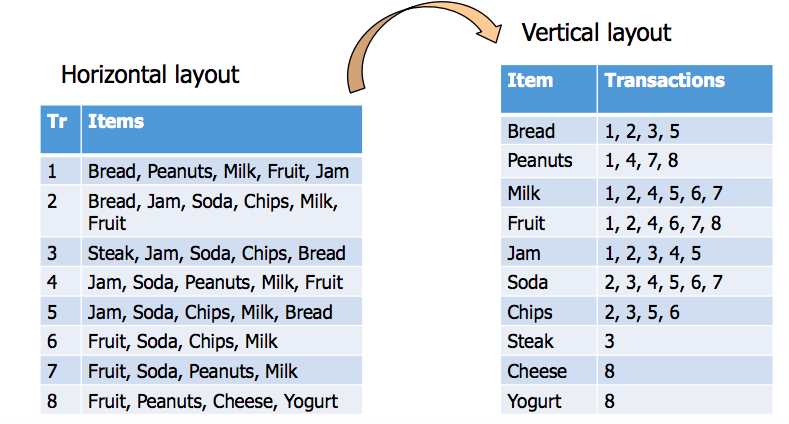 Vertical layout
Horizontal layout
Tr Items
1 Bread, Peanuts, Milk, Fruit, Jam
2 Bread, Jam, Soda, Chips, Milk,
Fruit
3 Steak, Jam, Soda, Chips, Bread
4 Jam, Soda, Peanuts, Milk, Fruit
5 Jam, Soda, Chips, Milk, Bread
6 Fruit, Soda, Chips, Milk
7 Fruit, Soda, Peanuts, Milk
8 Fruit, Peanuts, Cheese, Yogurt
Item Transactions
Bread 1, 2, 3, 5
Peanuts 1, 4, 7, 8
Milk 1, 2, 4, 5, 6, 7
Fruit 1, 2, 4, 6, 7, 8
Jam 1, 2, 3, 4, 5
Soda 2, 3, 4, 5, 6, 7
Chips 2, 3, 5, 6
Steak 3
Cheese 8
Yogurt 8